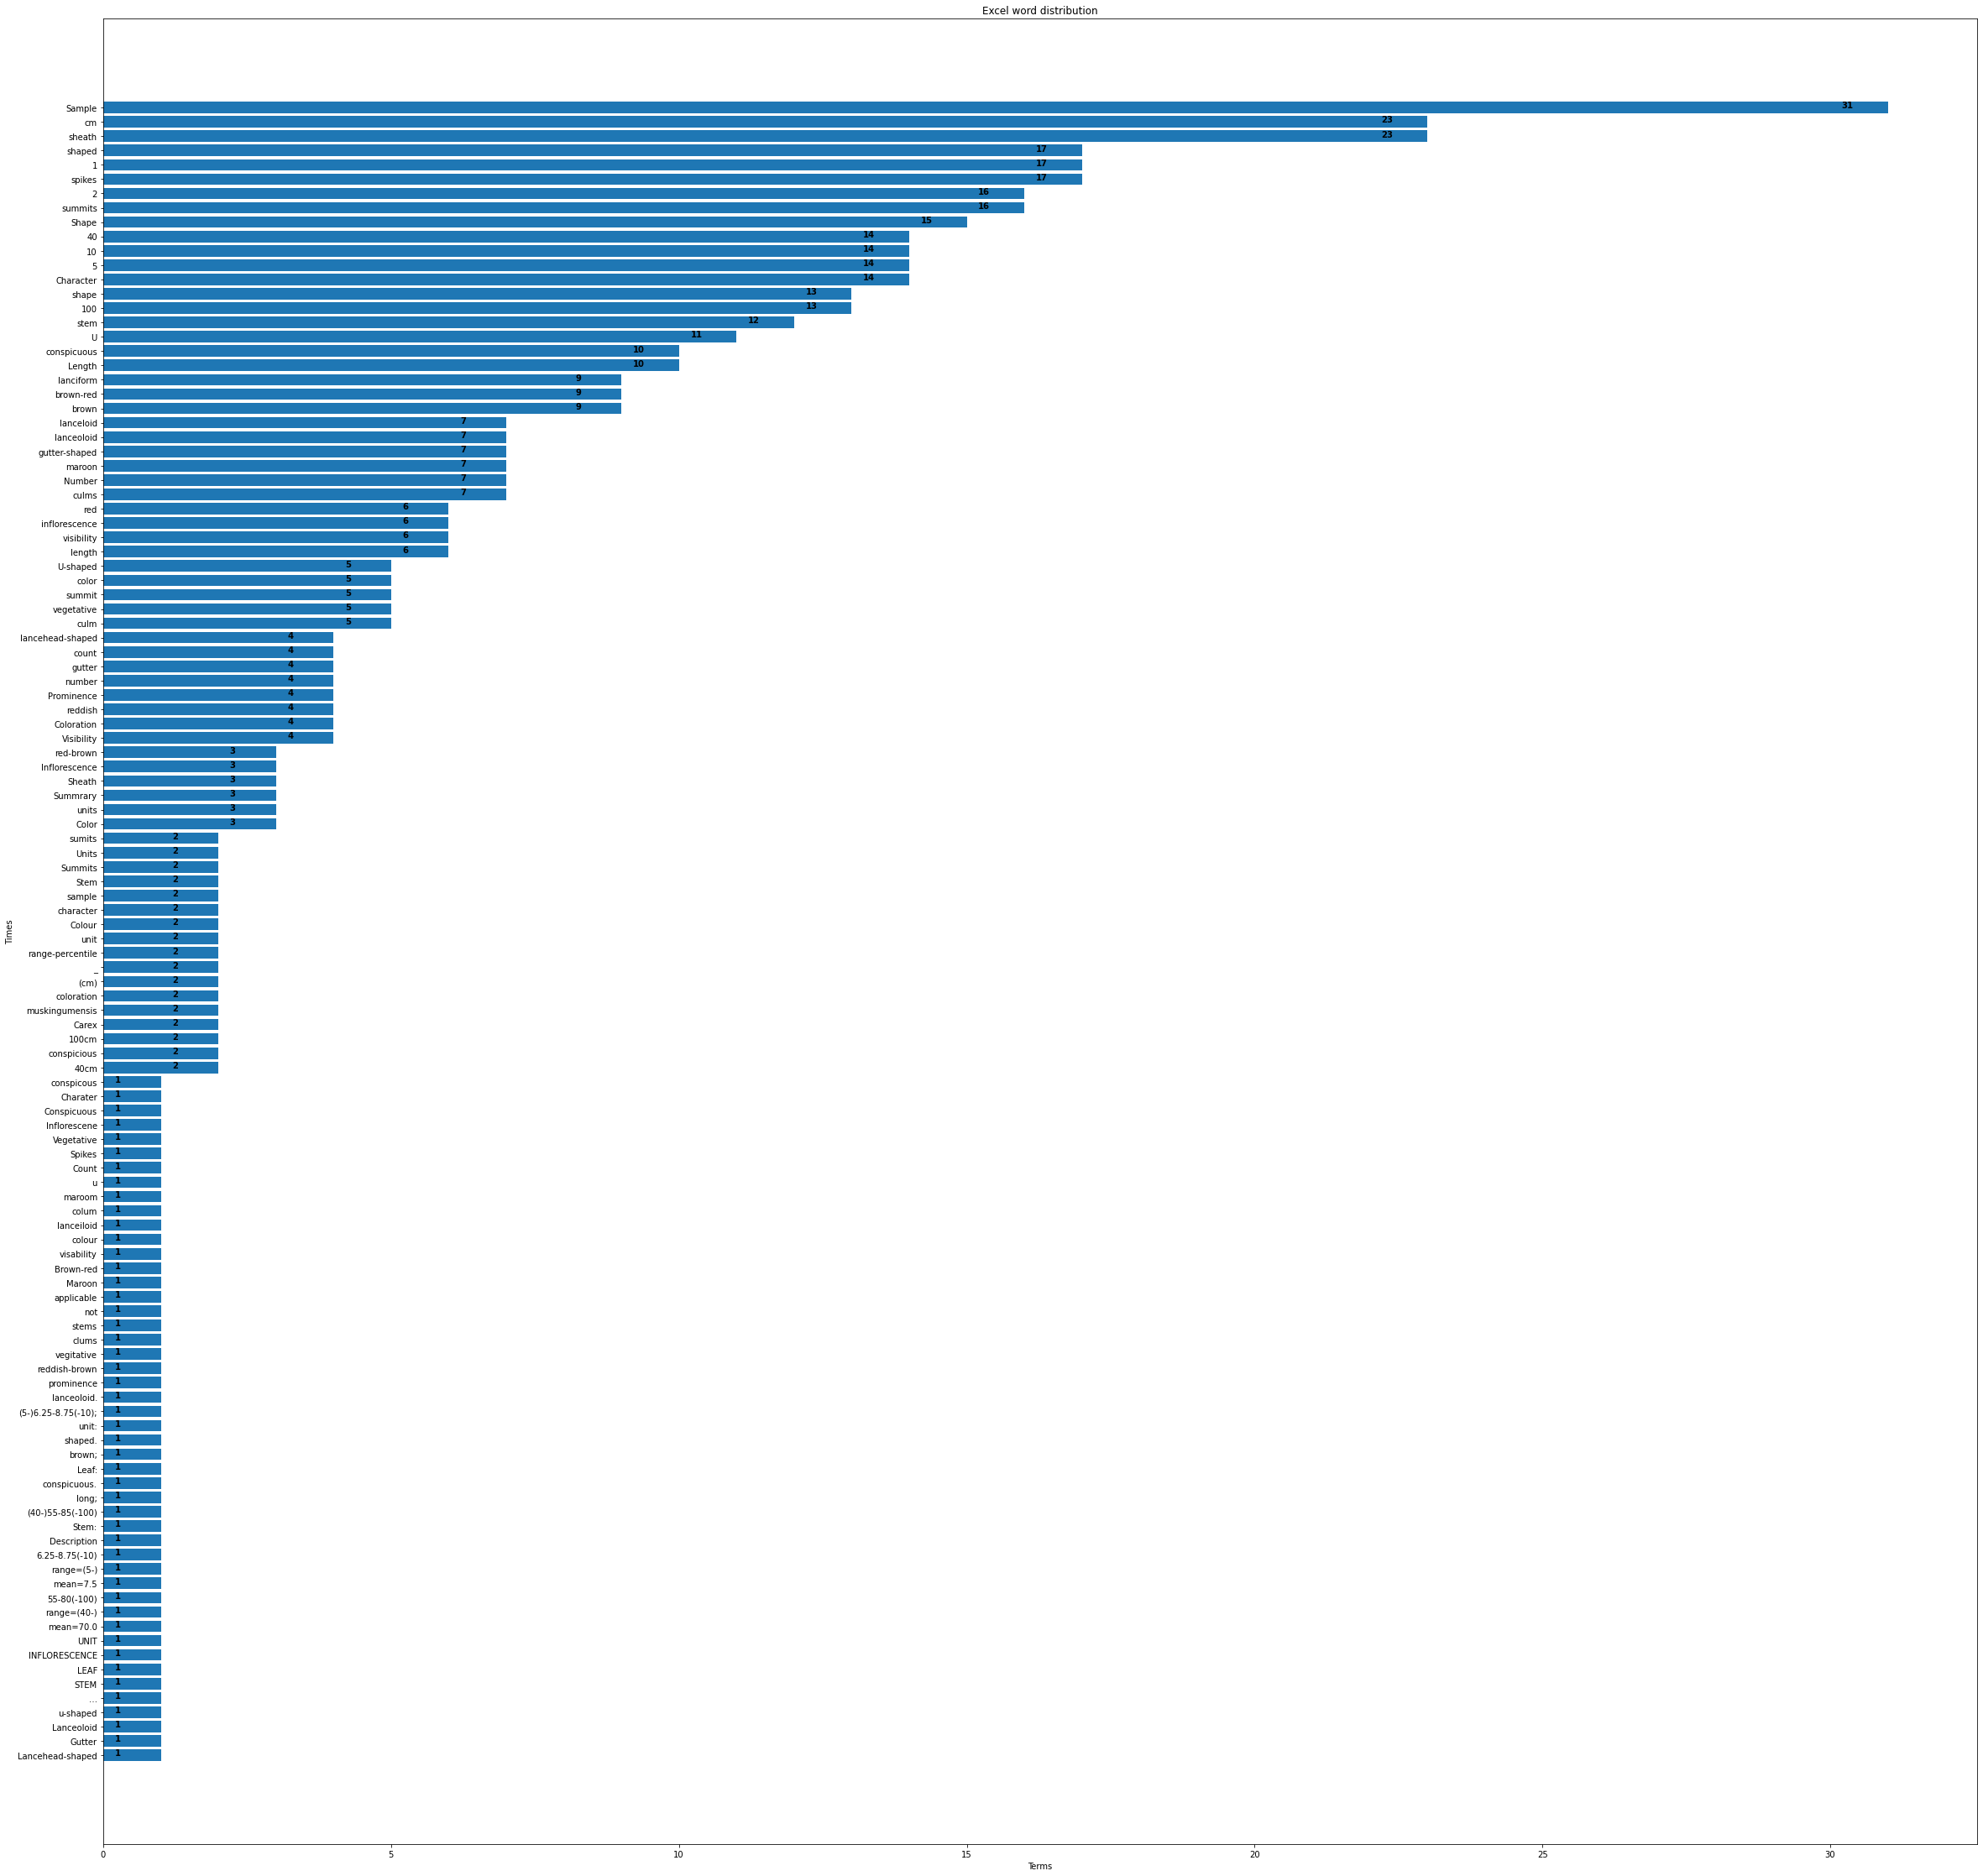 Excel word distribution
Sample 31
cm 23
sheath 23
shaped 17
1 17
spikes 17
2 16
summits 16
Shape 15
40 14
10 14
5 14
Character 14
shape 13
100 13
stem 12
U 11
conspicuous 10
Length 10
lanciform 9
brown-red 9
brown 9
lanceloid 7
lanceoloid 7
gutter-shaped 7
maroon 7
Number 7
culms 7
red 6
inflorescence 6
visibility 6
length 6
U-shaped 5
color 5
summit 5
vegetative 5
culm 5
lancehead-shaped 4
count 4
gutter 4
number 4
Prominence 4
reddish 4
Coloration 4
Visibility 4
red-brown 3
Inflorescence 3
Sheath 3
Summrary 3
units 3
Color 3
sumits 2
Units 2
Summits 2
Stem 2
sample 2
character 2
Colour 2
unit 2
range-percentile 2
_ 2
(cm) 2
coloration 2
muskingumensis 2
Carex 2
100cm 2
conspicious 2
40cm 2
conspicous 1
Charater 1
Conspicuous 1
Inflorescene 1
Vegetative 1
Spikes 1
Count 1
u 1
maroom 1
colum 1
lanceiloid 1
colour 1
visability 1
Brown-red 1
Maroon 1
applicable 1
not 1
stems 1
clums 1
vegitative 1
reddish-brown 1
prominence 1
lanceoloid. 1
(5-)6.25-8.75(-10); 1
unit: 1
shaped. 1
brown; 1
Leaf: 1
conspicuous. 1
long; 1
(40-)55-85(-100) 1
Stem: 1
Description 1
6.25-8.75(-10) 1
range=(5-) 1
mean=7.5 1
55-80(-100) 1
range=(40-) 1
mean=70.0 1
UNIT 1
INFLORESCENCE 1
LEAF 1
STEM 1
... 1
u-shaped 1
Lanceoloid 1
Gutter 1
Lancehead-shaped 1
Times
0 5 10 15 20 25 30
Terms